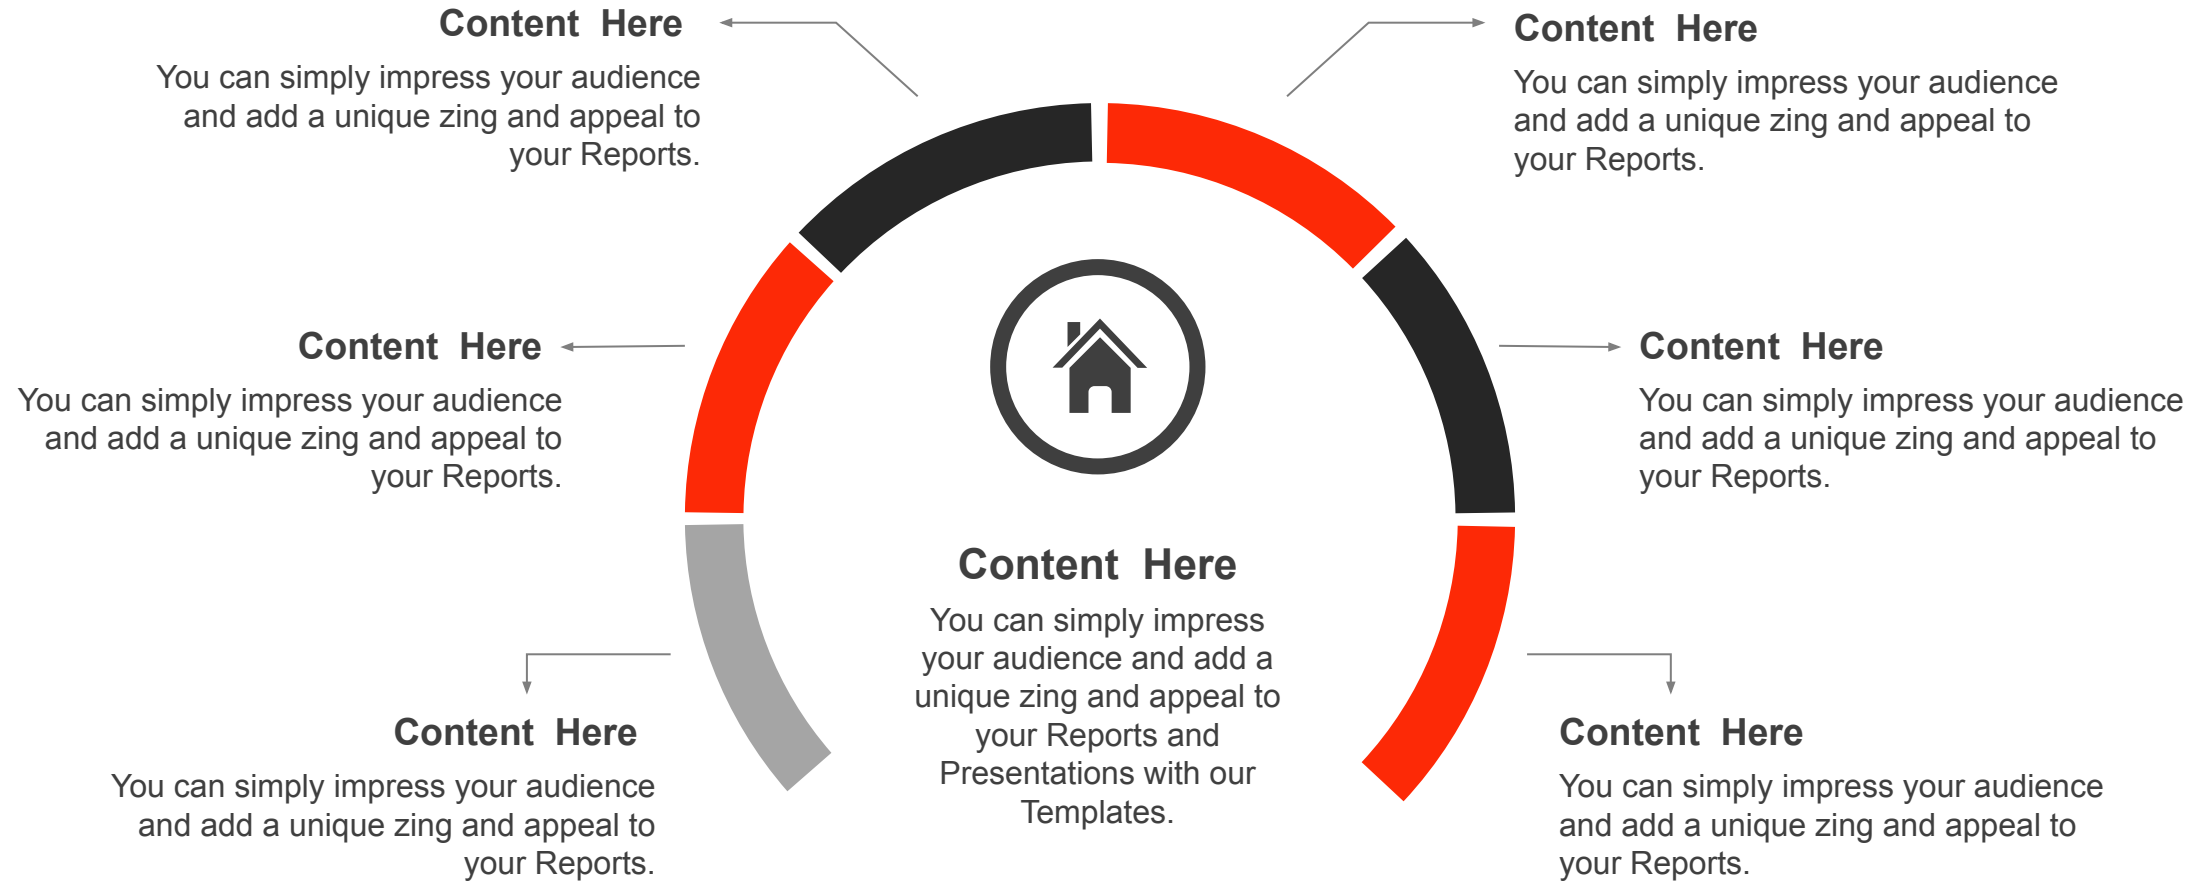 Content Here
You can simply impress your audience
and add a unique zing and appeal to
your Reports.
Content Here
You can simply impress your audience
and add a unique zing and appeal to
your Reports.
Content Here
You can simply impress your audience
and add a unique zing and appeal to
your Reports.
Content Here
You can simply impress your audience
and add a unique zing and appeal to
your Reports.
Content Here
You can simply impress
your audience and add a
unique zing and appeal to
your Reports and
Presentations with our
Templates.
Content Here
You can simply impress your audience
and add a unique zing and appeal to
your Reports.
Content Here
You can simply impress your audience
and add a unique zing and appeal to
your Reports.